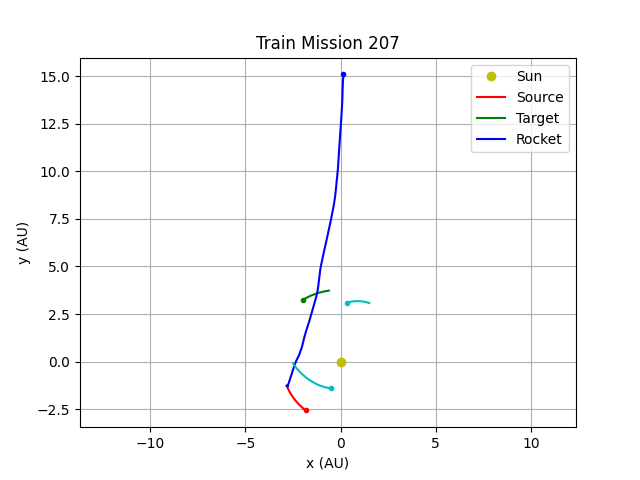 Train Mission 207
Sun
Source
Target
Rocket
15.0
12.5
10.0
7.5
5.0
2.5
0.0
−2.5
y (AU)
−10
−5
0
5
10
x (AU)